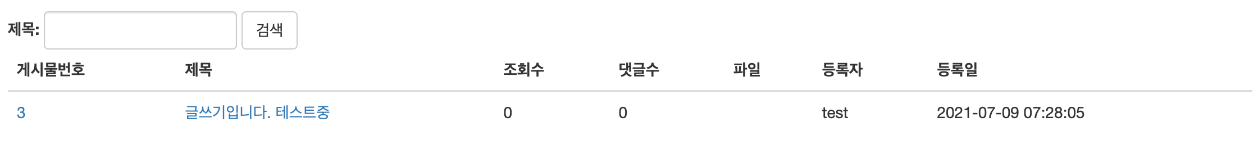 제목: 검색
게시물번호 제목 조회수 댓글수 파일 등록자 등록일
3 글쓰기입니다. 테스트중 0 0 test 2021-07-09 07:28:05